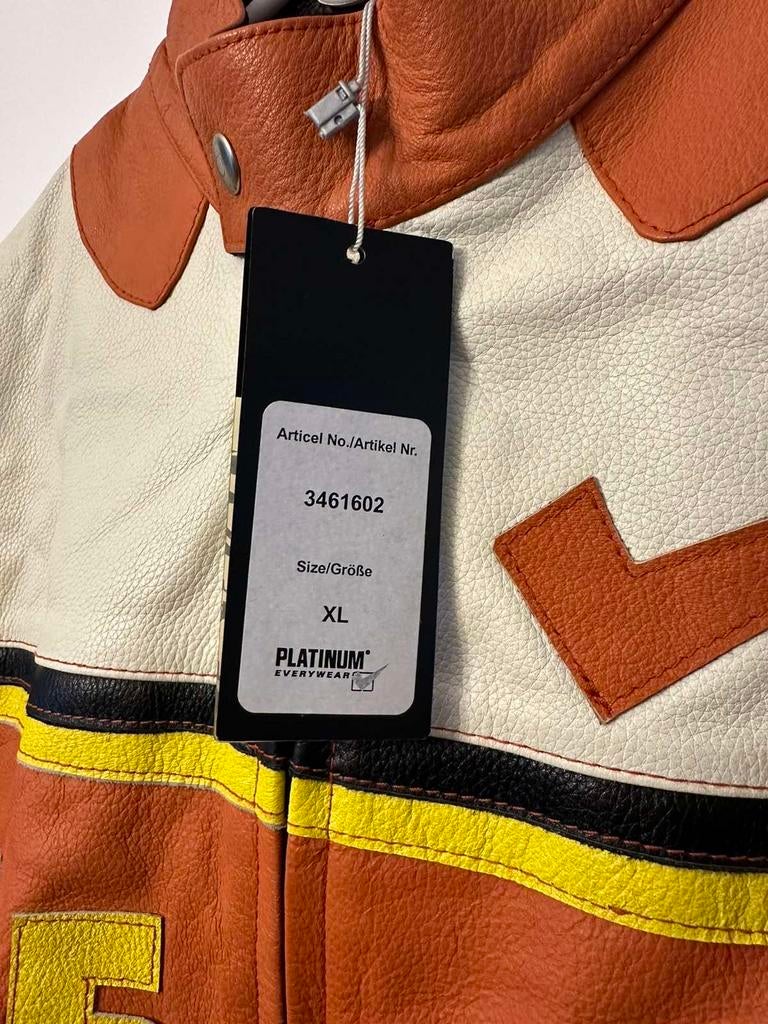 Articel No./Artikel Nr.
3461602
Size/Größe
XL
PLATINUM
EVERYWEAR